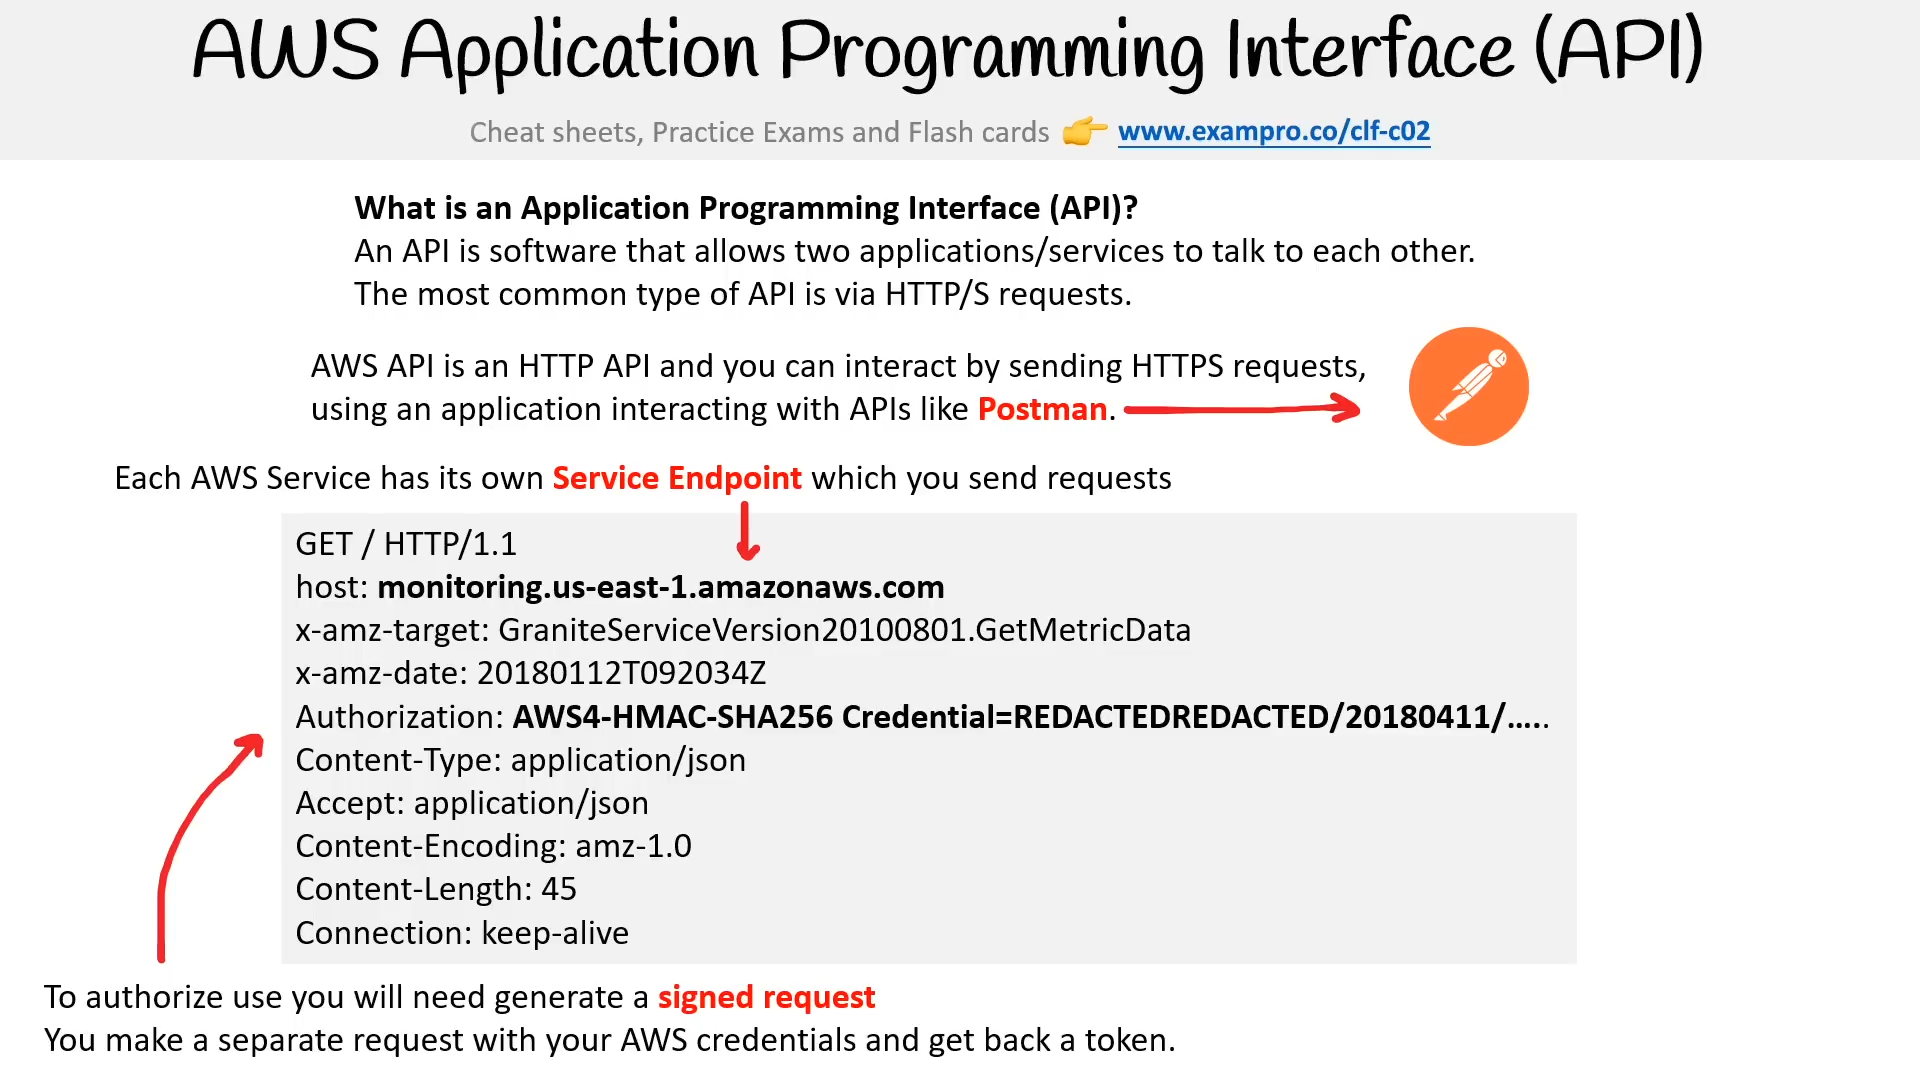 AWS Application Programming Interface (API)
Cheat sheets, Practice Exams and Flash cards 👉 www.exampro.co/clf-c02
What is an Application Programming Interface (API)?
An API is software that allows two applications/services to talk to each other.
The most common type of API is via HTTP/S requests.
AWS API is an HTTP API and you can interact by sending HTTPS requests,
using an application interacting with APIs like Postman.
Each AWS Service has its own Service Endpoint which you send requests
GET / HTTP/1.1
host: monitoring.us-east-1.amazonaws.com
x-amz-target: GraniteServiceVersion20100801.GetMetricData
x-amz-date: 20180112T092034Z
Authorization: AWS4-HMAC-SHA256 Credential=REDACTEDREDACTED/20180411/…..
Content-Type: application/json
Accept: application/json
Content-Encoding: amz-1.0
Content-Length: 45
Connection: keep-alive
To authorize use you will need generate a signed request
You make a separate request with your AWS credentials and get back a token.